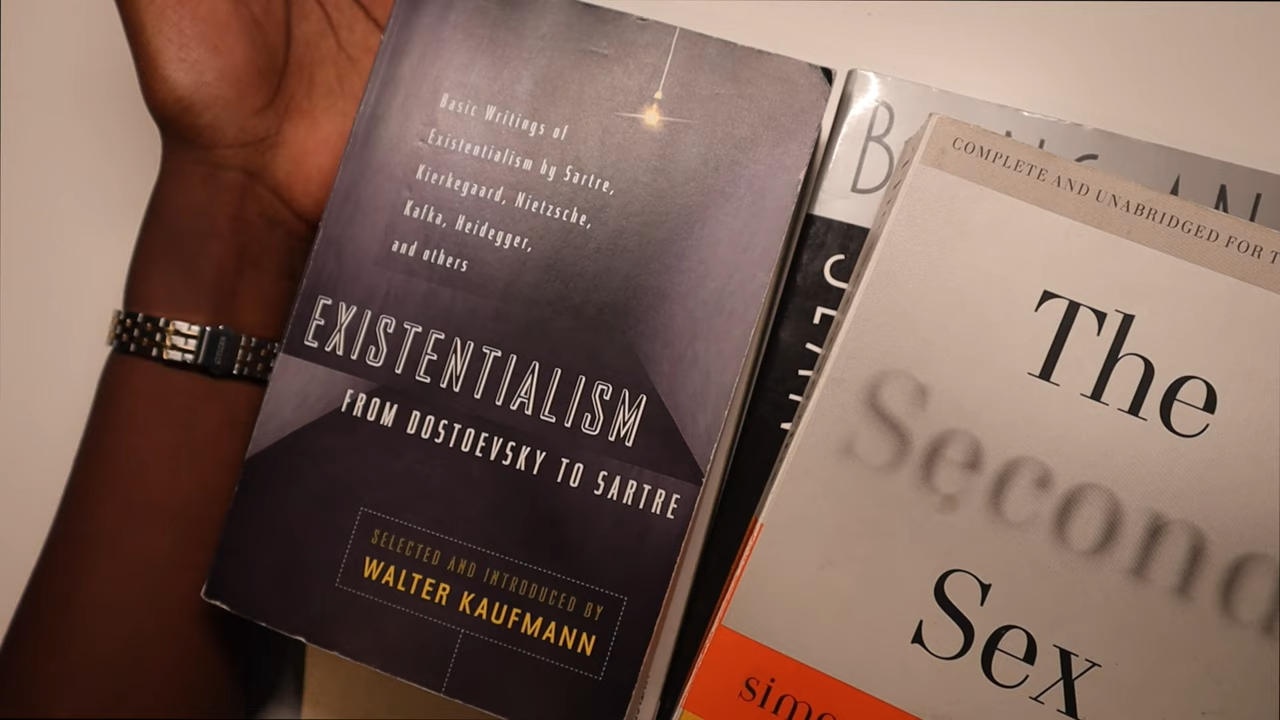 Basic Writings of
Existentialism by Sartre,
Kierkegaard, Nietzsche,
Kafka, Heidegger,
and others
EXISTENTIALISM
FROM DOSTOEVSKY TO SARTRE
SELECTED AND INTRODUCED BY
WALTER KAUFMANN
COMPLETE AND UNABRIDGED FOR T
The
Second
Sex